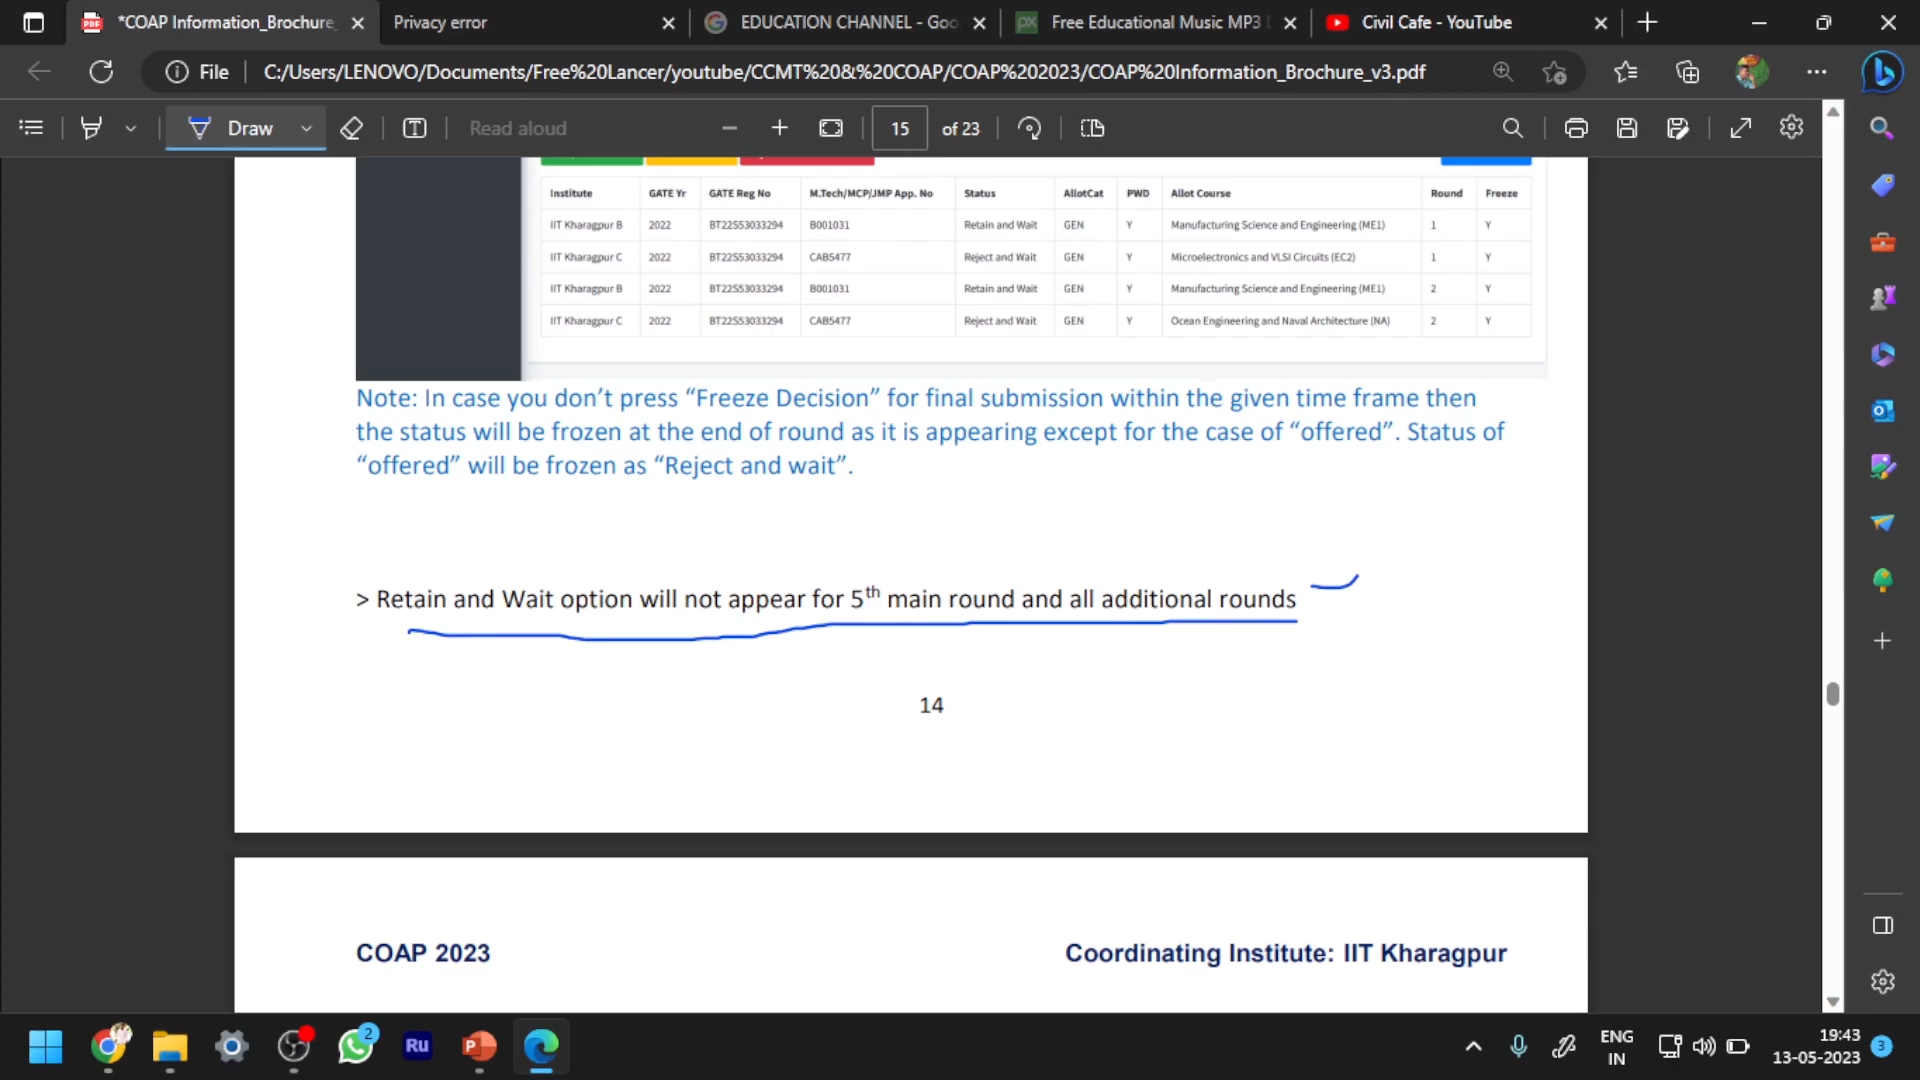 *COAP Information_Brochure_
Privacy error
EDUCATION CHANNEL - Goo
Free Educational Music MP3
Civil Cafe - YouTube
File
C:/Users/LENOVO/Documents/Free%20Lancer/youtube/CCMT%20&%20COAP/COAP%202023/COAP%20Information_Brochure_v3.pdf
Draw
Read aloud
15 of 23
Institute GATE Yr GATE Reg No M.Tech/MCP/JMP App. No Status AllotCat PWD Allot Course Round Freeze
IIT Kharagpur B 2022 BT22S53033294 B001031 Retain and Wait GEN Y Manufacturing Science and Engineering (ME1) 1 Y
IIT Kharagpur C 2022 BT22S53033294 CAB5477 Reject and Wait GEN Y Microelectronics and VLSI Circuits (EC2) 1 Y
IIT Kharagpur B 2022 BT22S53033294 B001031 Retain and Wait GEN Y Manufacturing Science and Engineering (ME1) 2 Y
IIT Kharagpur C 2022 BT22S53033294 CAB5477 Reject and Wait GEN Y Ocean Engineering and Naval Architecture (NA) 2 Y
Note: In case you don’t press “Freeze Decision” for final submission within the given time frame then
the status will be frozen at the end of round as it is appearing except for the case of “offered”. Status of
“offered” will be frozen as “Reject and wait”.
> Retain and Wait option will not appear for 5th main round and all additional rounds
14
COAP 2023
Coordinating Institute: IIT Kharagpur
2
Ru
ENG
IN
19:43
13-05-2023
3